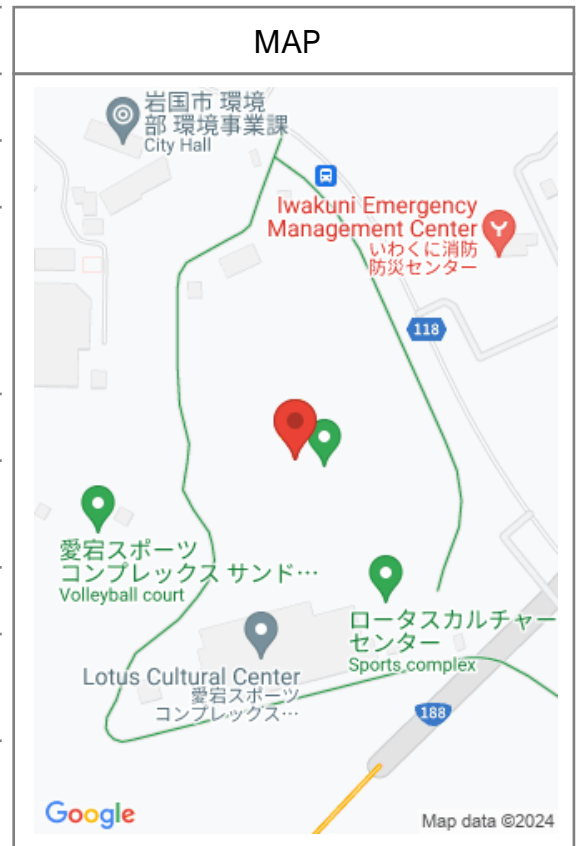 MAP
岩国市 環境
部 環境事業課
City Hall
Iwakuni Emergency
Management Center
いわくに消防
防災センター
118
愛宕スポーツ
コンプレックス サンド…
Volleyball court
ロータスカルチャー
センター
Sports complex
Lotus Cultural Center
愛宕スポーツ
コンプレックス…
188
Google
Map data ©2024